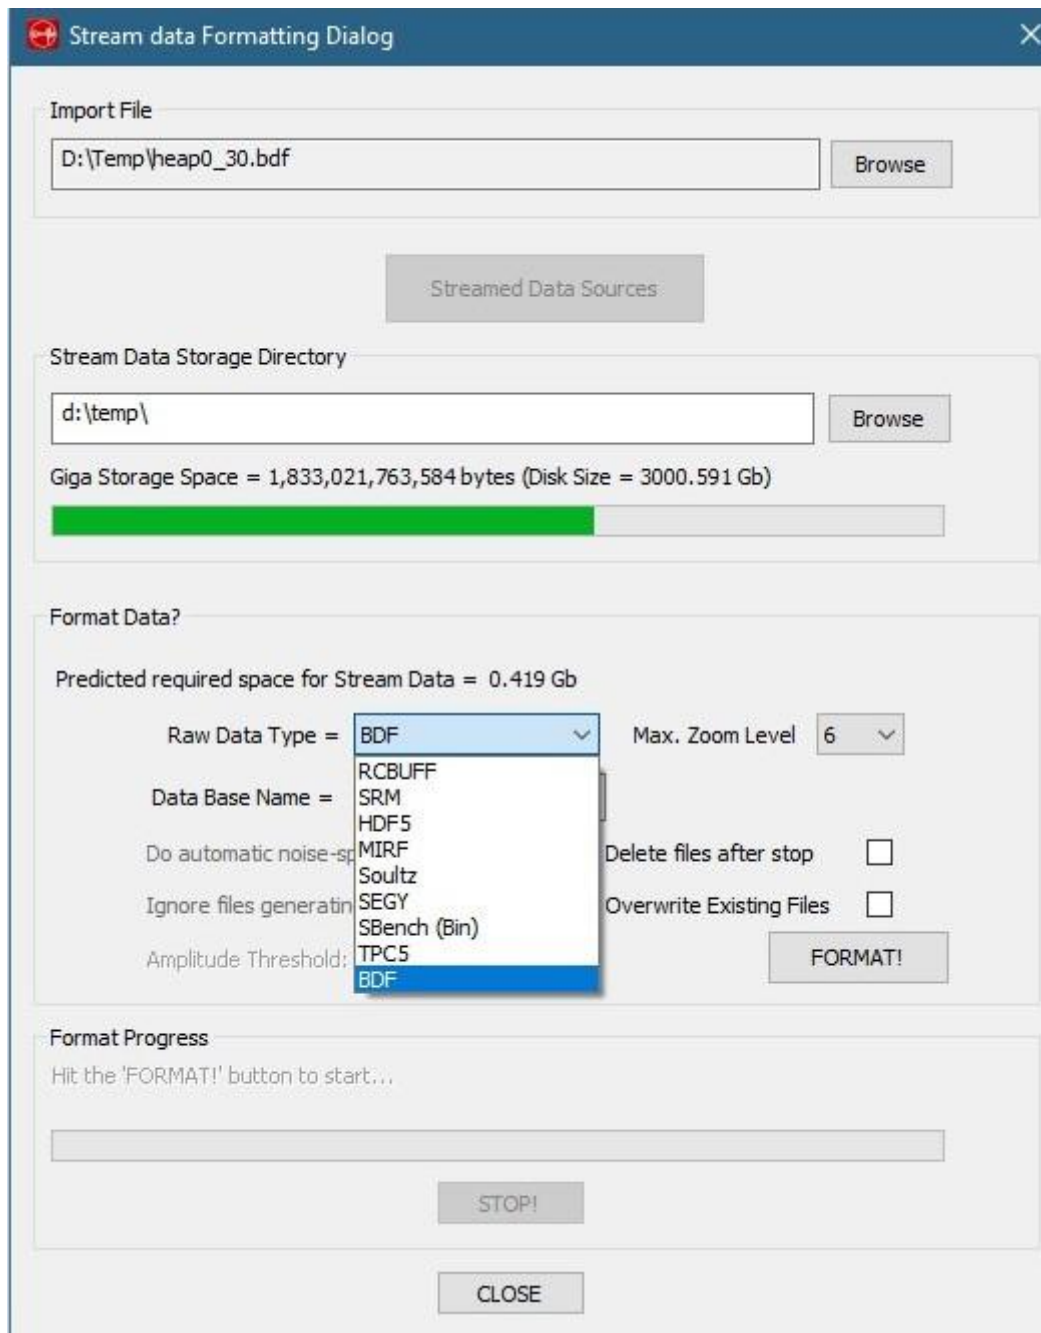 Stream data Formatting Dialog
Import File
D:\Temp\heap0_30.bdf
Browse
Streamed Data Sources
Stream Data Storage Directory
d:\temp\
Browse
Giga Storage Space = 1,833,021,763,584 bytes (Disk Size = 3000.591 Gb)
Format Data?
Predicted required space for Stream Data = 0.419 Gb
Raw Data Type = BDF Max. Zoom Level 6
RCBUFF
Data Base Name = SRM
HDF5
Do automatic noise-sp MIRF Delete files after stop
Soultz
Ignore files generatin SEGY Overwrite Existing Files
SBench (Bin)
Amplitude Threshold: TPC5 FORMAT!
BDF
Format Progress
Hit the 'FORMAT!' button to start...
STOP!
CLOSE